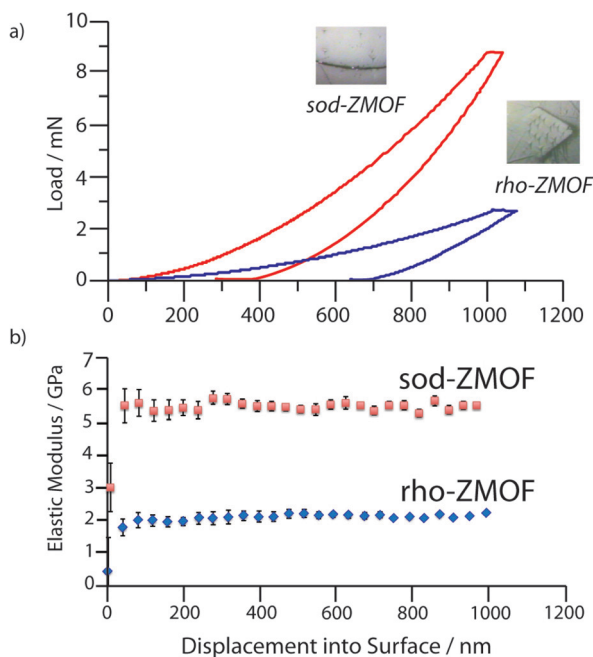 a)
Load / mN
10
8
6
4
2
0
sod-ZMOF
rho-ZMOF
0 200 400 600 800 1000 1200
b)
Elastic Modulus / GPa
7
6
5
4
3
2
1
0
sod-ZMOF
rho-ZMOF
0 200 400 600 800 1000 1200
Displacement into Surface / nm